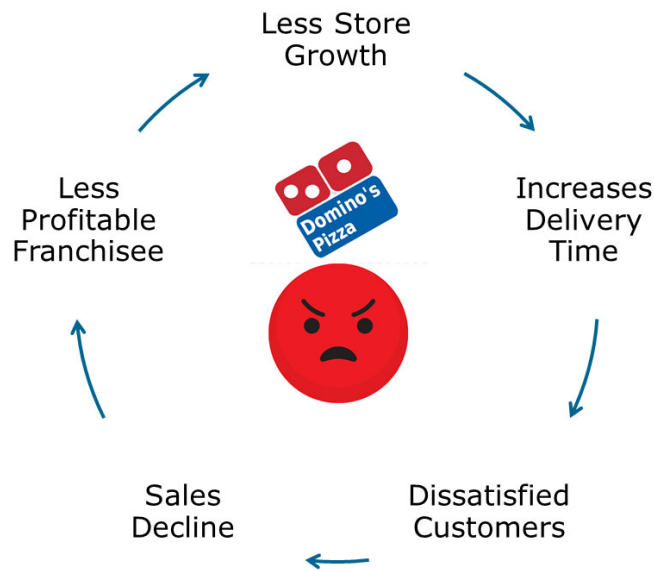 Less Store
Growth
Increases
Delivery
Time
Dissatisfied
Customers
Sales
Decline
Less
Profitable
Franchisee
Domino's
Pizza